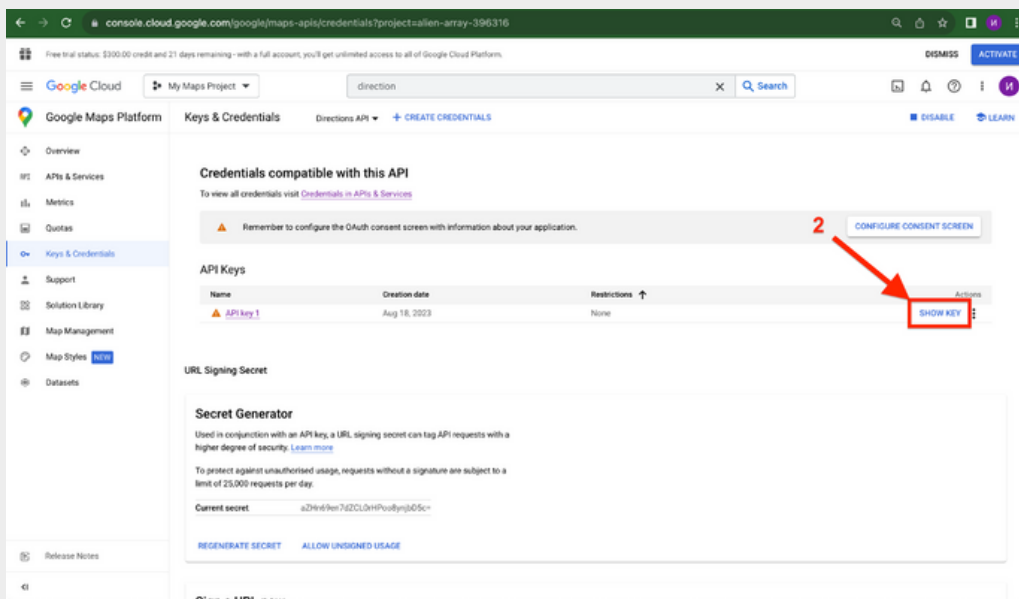 console.cloud.google.com/google/maps-apis/credentials?project=alien-array-396316
Free trial status: $300.00 credit and 21 days remaining - with a full account, you'll get unlimited access to all of Google Cloud Platform.
DISMISS
ACTIVATE
Google Cloud
My Maps Project
direction
Search
И
Google Maps Platform
Keys & Credentials
Directions API
+ CREATE CREDENTIALS
DISABLE
LEARN
Overview
APIs & Services
Metrics
Quotas
Keys & Credentials
Support
Solution Library
Map Management
Map Styles NEW
Datasets
Release Notes
Credentials compatible with this API
To view all credentials visit Credentials in APIs & Services
Remember to configure the OAuth consent screen with information about your application.
CONFIGURE CONSENT SCREEN
2
API Keys
Name Creation date Restrictions Actions
API key 1 Aug 18, 2023 None SHOW KEY
URL Signing Secret
Secret Generator
Used in conjunction with an API key, a URL signing secret can tag API requests with a
higher degree of security. Learn more
To protect against unauthorised usage, requests without a signature are subject to a
limit of 25,000 requests per day.
Current secret
REGENERATE SECRET ALLOW UNSIGNED USAGE